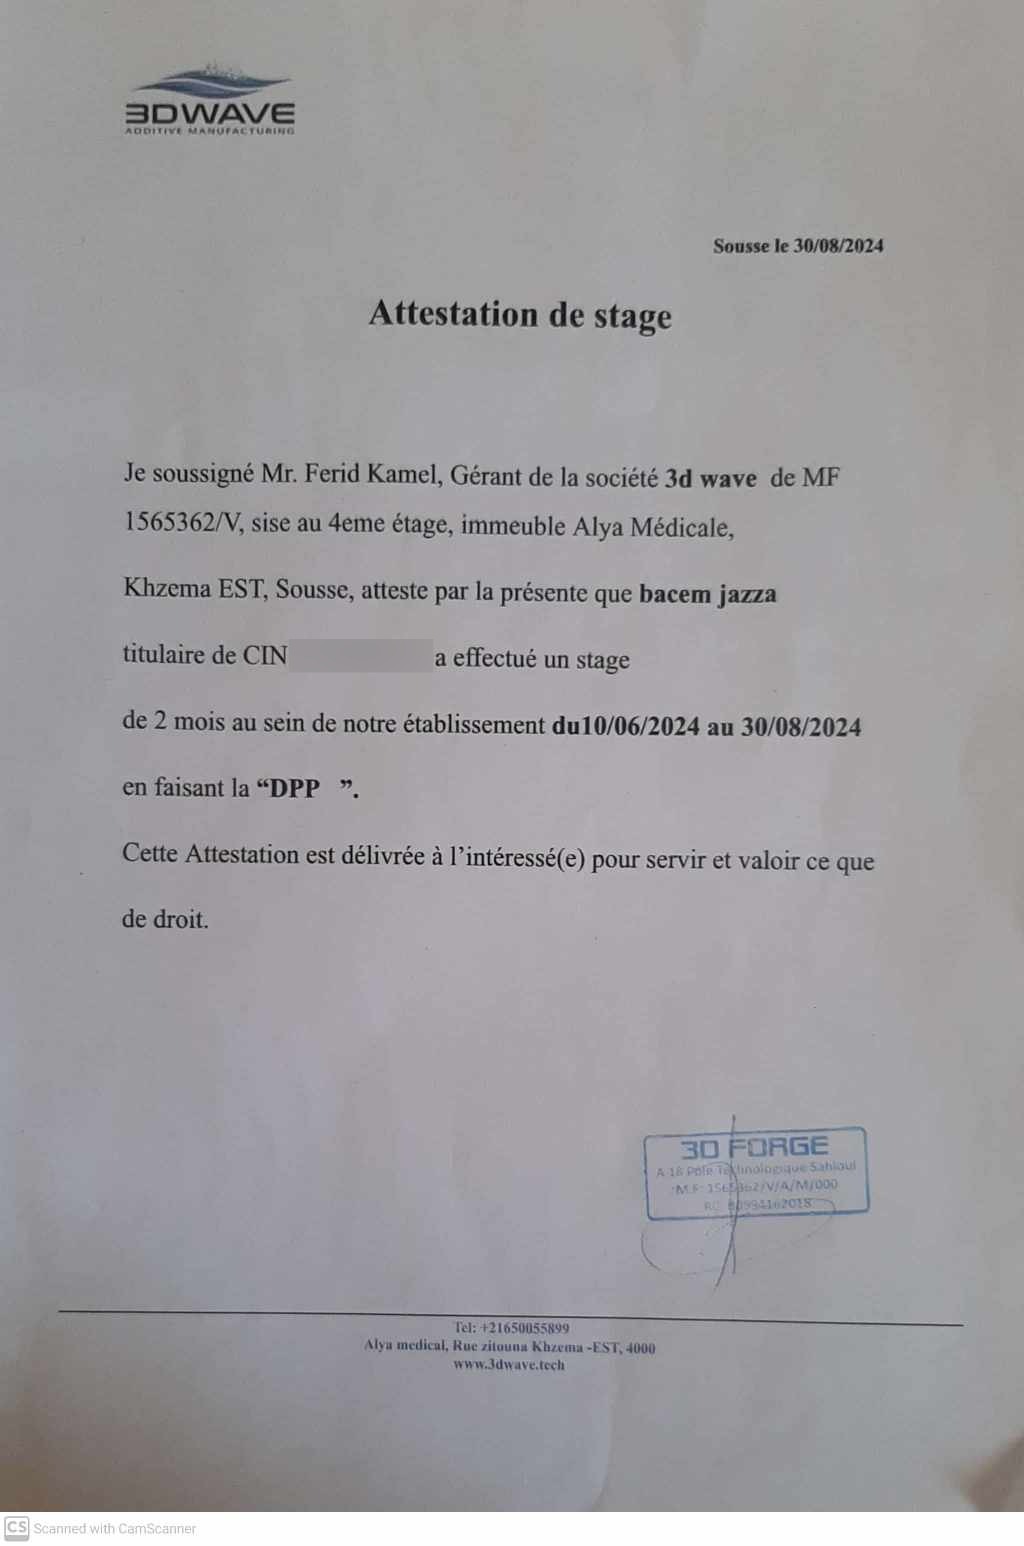 3DWAVE
ADDITIVE MANUFACTURING
Sousse le 30/08/2024
Attestation de stage
Je soussigné Mr. Ferid Kamel, Gérant de la société 3d wave de MF
1565362/V, sise au 4eme étage, immeuble Alya Médicale,
Khzema EST, Sousse, atteste par la présente que bacem jazza
titulaire de CIN a effectué un stage
de 2 mois au sein de notre établissement du10/06/2024 au 30/08/2024
en faisant la “DPP ”.
Cette Attestation est délivrée à l’intéressé(e) pour servir et valoir ce que
de droit.
3D FORGE
A 18 Pôle Technologique Sahloul
M.F: 1565362/V/A/M/000
Tel: +21650055899
Alya medical, Rue zitouna Khzema -EST, 4000
www.3dwave.tech
CS Scanned with CamScanner